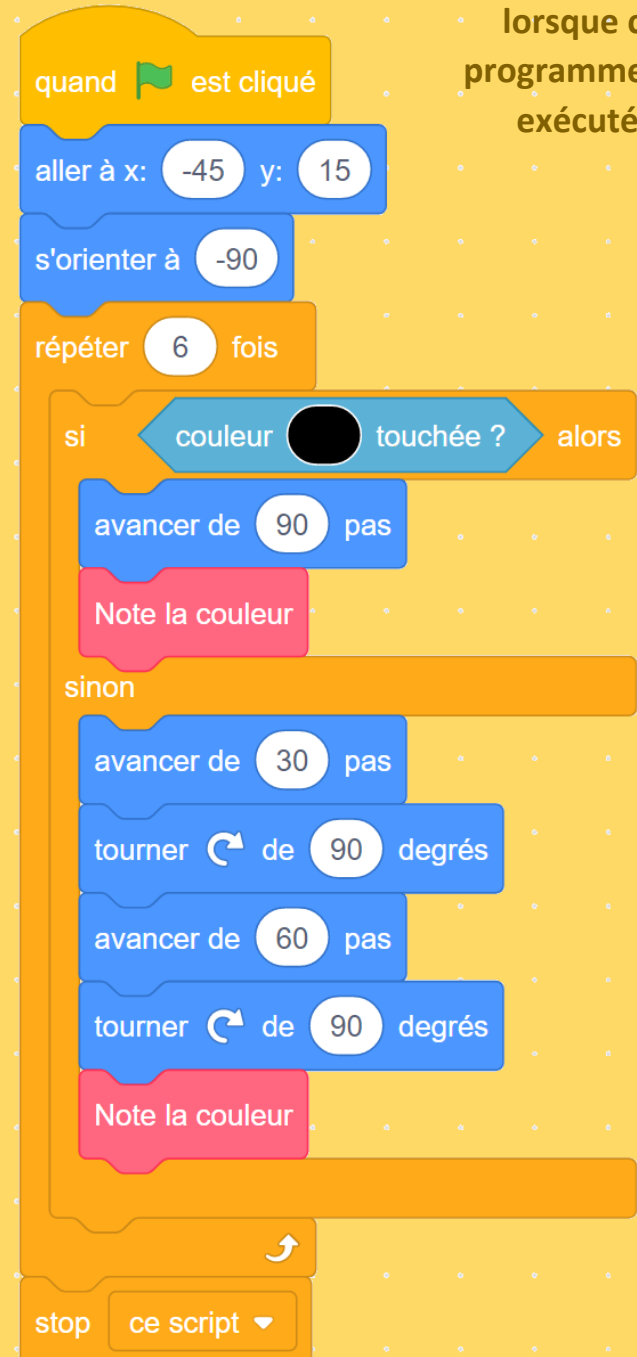 lorsque
programme
exécuté
quand est cliqué
aller à x: -45 y: 15
s'orienter à -90
répéter 6 fois
si couleur touchée ? alors
avancer de 90 pas
Note la couleur
sinon
avancer de 30 pas
tourner de 90 degrés
avancer de 60 pas
tourner de 90 degrés
Note la couleur
stop ce script